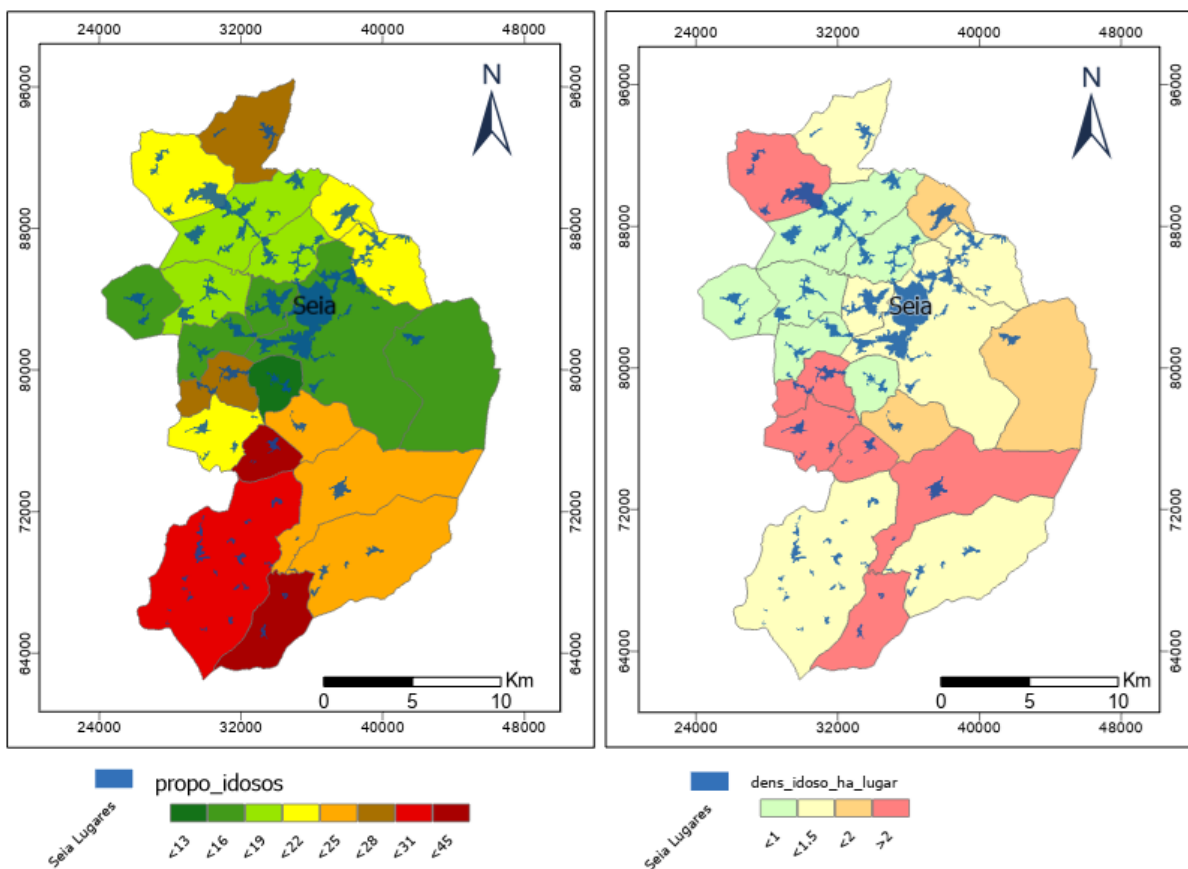 24000 32000 40000 48000
96000 96000
N
88000 88000
Seia
80000 80000
72000 72000
64000 64000
Km
0 5 10
24000 32000 40000 48000
propo_idosos
Seia Lugares
<13 <16 <19 <22 <25 <28 <31 <45
24000 32000 40000 48000
96000 96000
N
88000 88000
Seia
80000 80000
72000 72000
64000 64000
Km
0 5 10
24000 32000 40000 48000
dens_idoso_ha_lugar
Seia Lugares
<1 <1.5 <2 >2